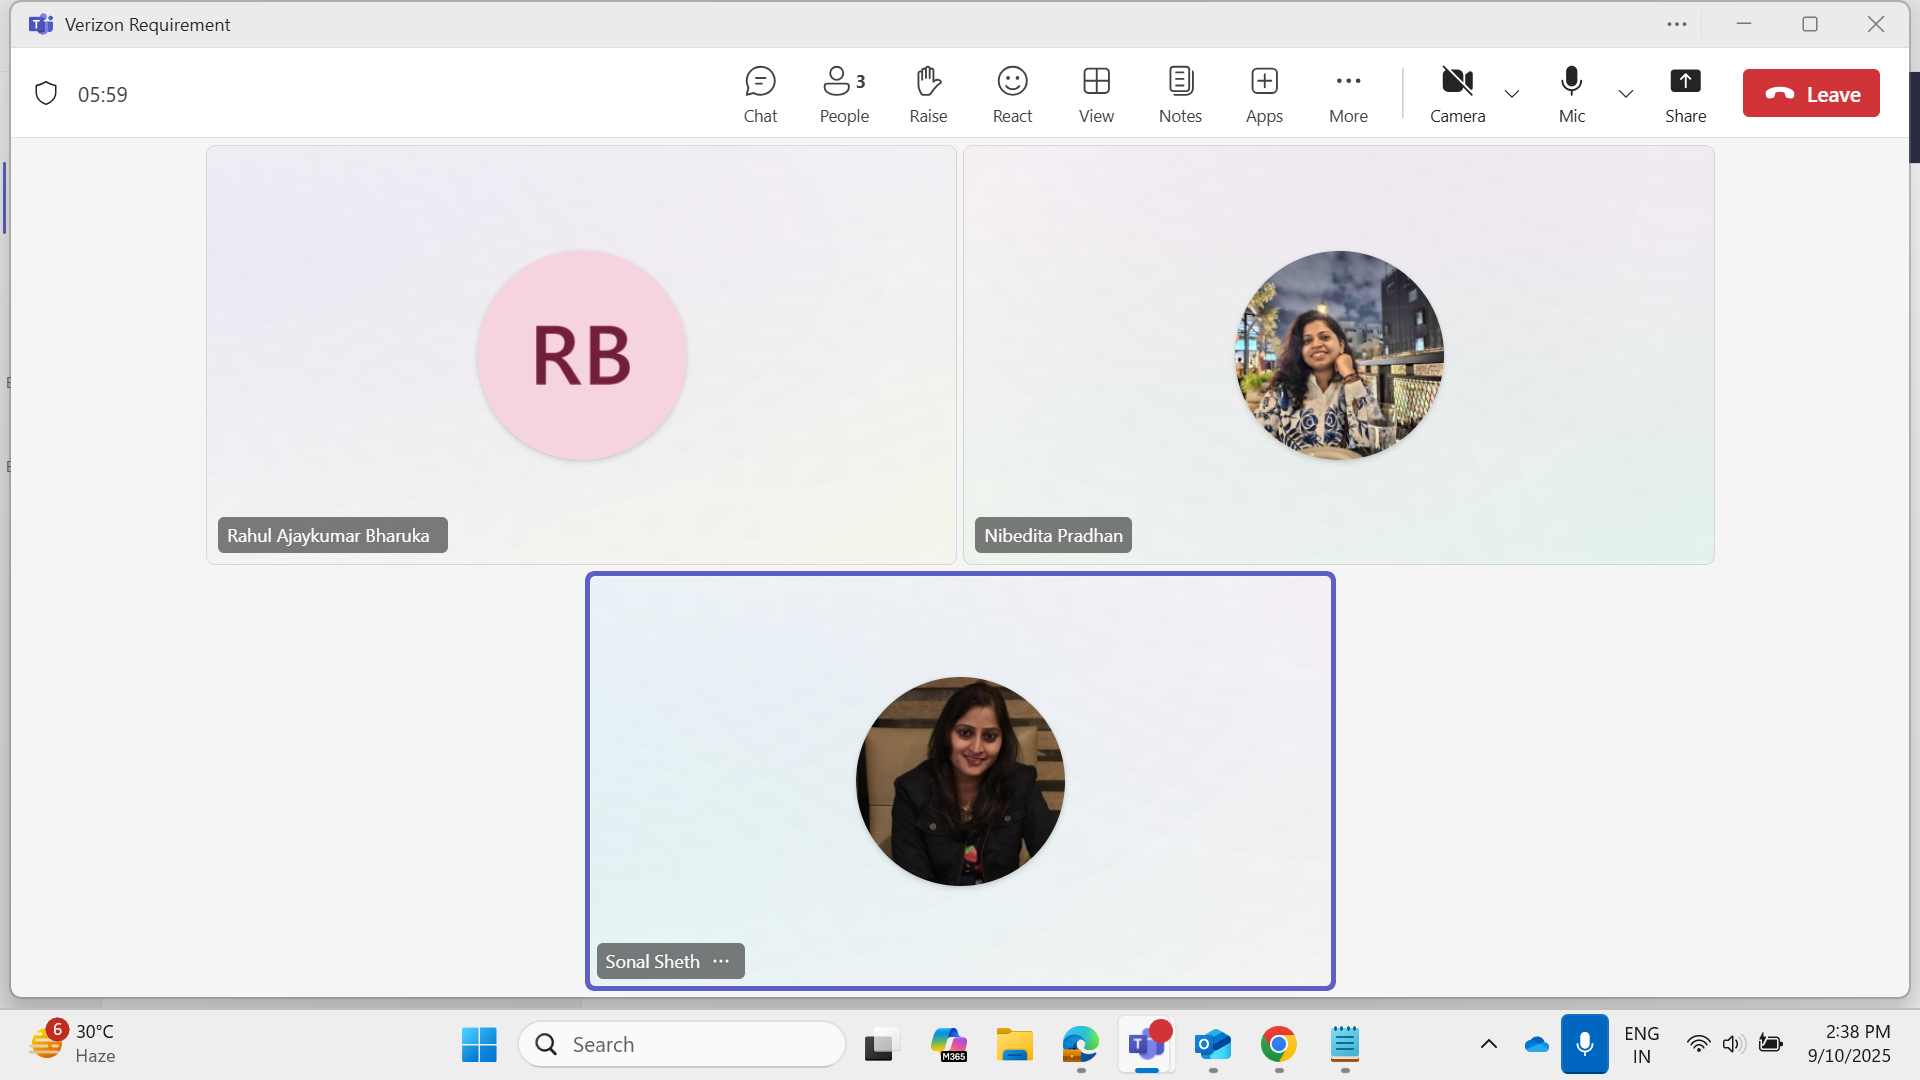 Verizon Requirement
05:59
3
Chat
People
Raise
React
View
Notes
Apps
More
Camera
Mic
Share
Leave
RB
Rahul Ajaykumar Bharuka
Nibedita Pradhan
Sonal Sheth
6
30°C
Haze
Search
M365
ENG
IN
2:38 PM
9/10/2025